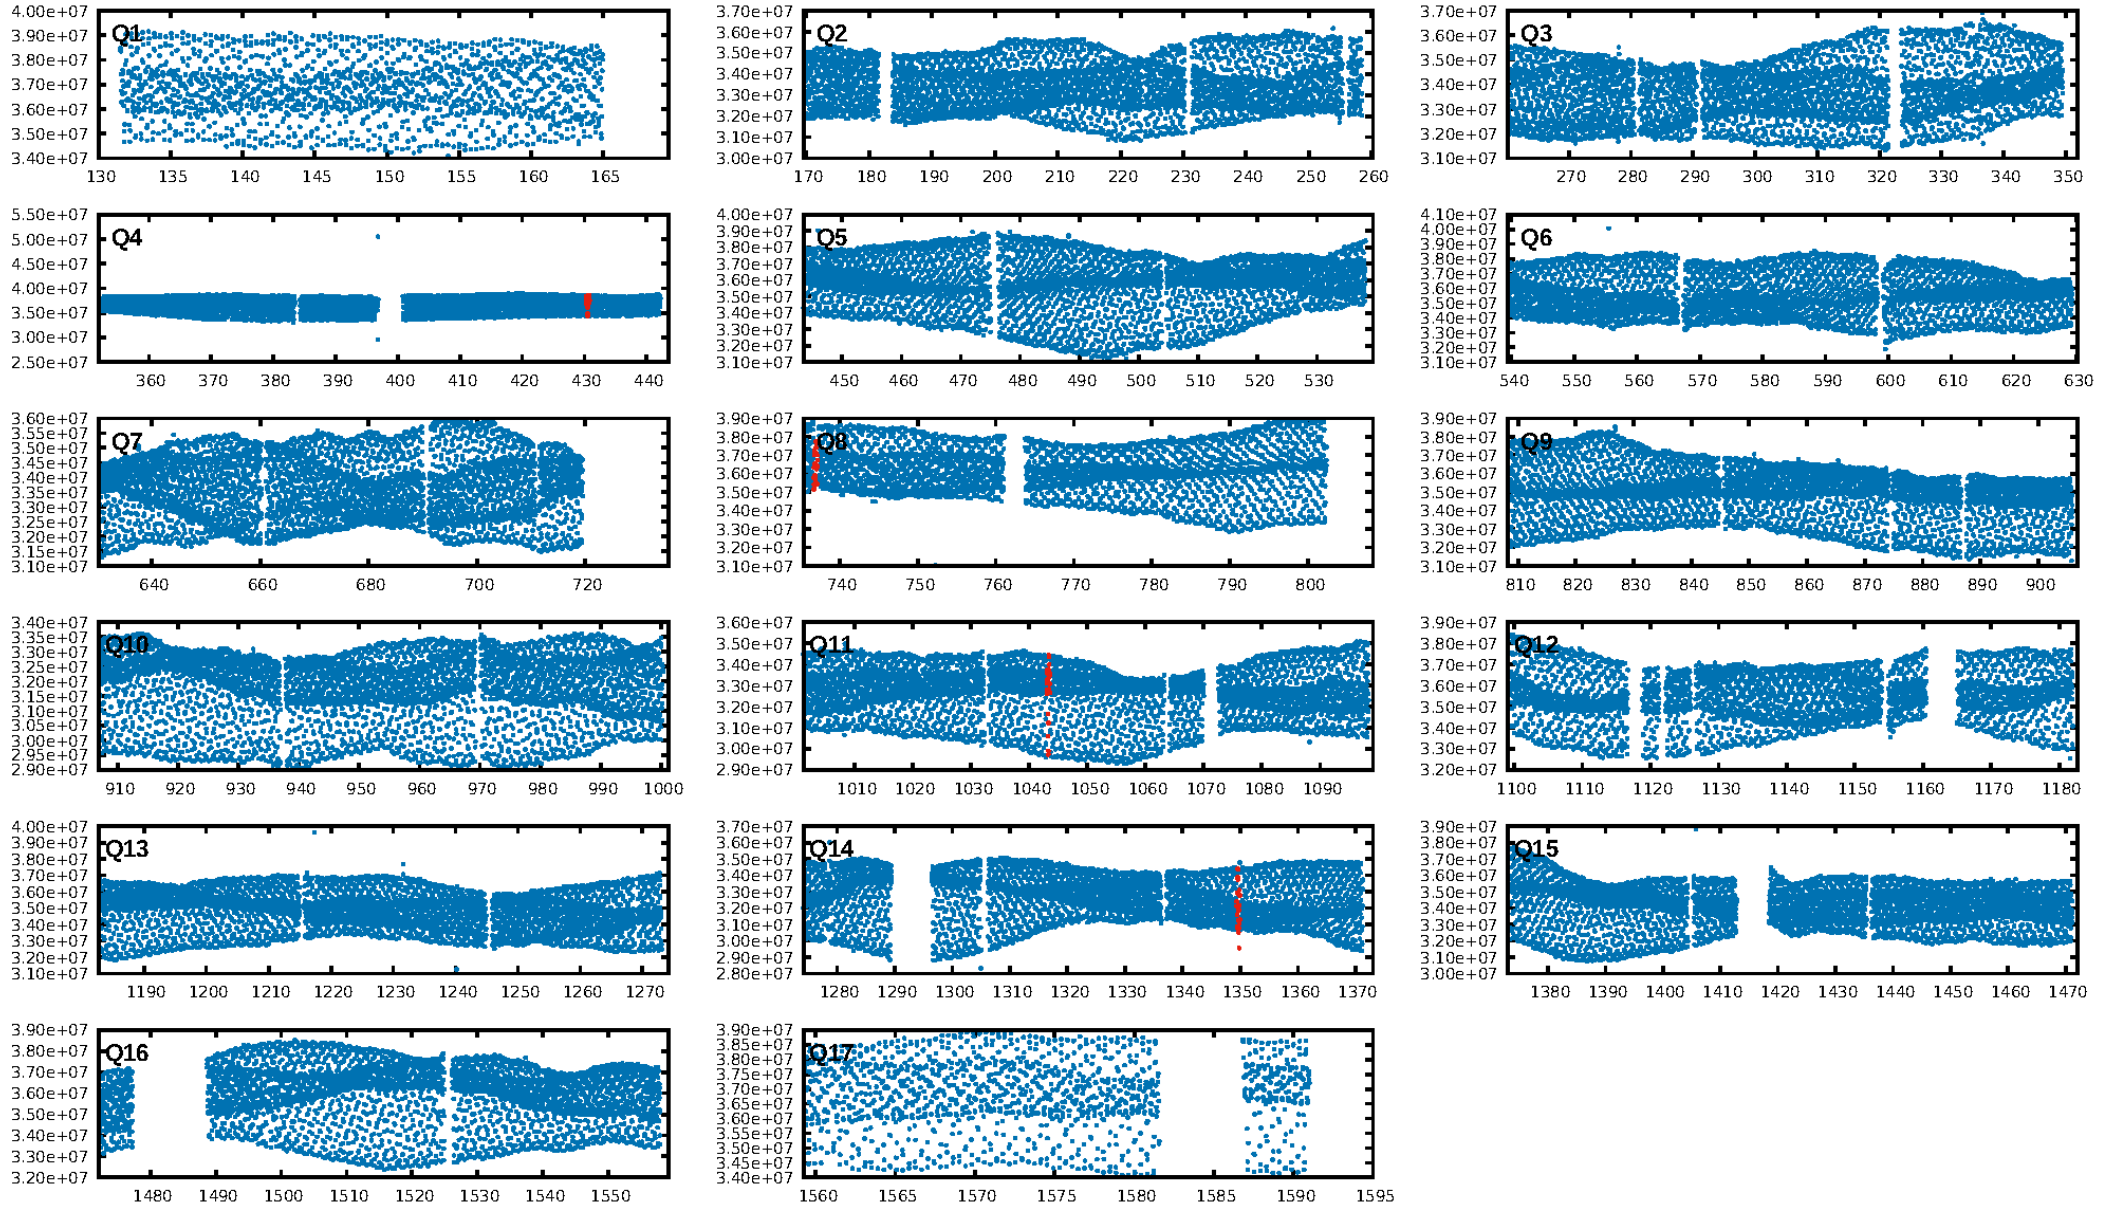 4.00e+07 3.90e+07 3.80e+07 3.70e+07 3.60e+07 3.50e+07 3.40e+07
Q1
130 135 140 145 150 155 160 165
3.70e+07 3.60e+07 3.50e+07 3.40e+07 3.30e+07 3.20e+07 3.10e+07 3.00e+07
Q2
170 180 190 200 210 220 230 240 250 260
3.70e+07 3.60e+07 3.50e+07 3.40e+07 3.30e+07 3.20e+07 3.10e+07
Q3
270 280 290 300 310 320 330 340 350
5.50e+07 5.00e+07 4.50e+07 4.00e+07 3.50e+07 3.00e+07 2.50e+07
Q4
360 370 380 390 400 410 420 430 440
4.00e+07 3.90e+07 3.80e+07 3.70e+07 3.60e+07 3.50e+07 3.40e+07 3.30e+07 3.20e+07 3.10e+07
Q5
450 460 470 480 490 500 510 520 530
4.10e+07 4.00e+07 3.90e+07 3.80e+07 3.70e+07 3.60e+07 3.50e+07 3.40e+07 3.30e+07 3.20e+07 3.10e+07
Q6
540 550 560 570 580 590 600 610 620 630
3.60e+07 3.55e+07 3.50e+07 3.45e+07 3.40e+07 3.35e+07 3.30e+07 3.25e+07 3.20e+07 3.15e+07 3.10e+07
Q7
640 660 680 700 720
3.90e+07 3.80e+07 3.70e+07 3.60e+07 3.50e+07 3.40e+07 3.30e+07 3.20e+07 3.10e+07
Q8
740 750 760 770 780 790 800
3.90e+07 3.80e+07 3.70e+07 3.60e+07 3.50e+07 3.40e+07 3.30e+07 3.20e+07 3.10e+07
Q9
810 820 830 840 850 860 870 880 890 900
3.40e+07 3.35e+07 3.30e+07 3.25e+07 3.20e+07 3.15e+07 3.10e+07 3.05e+07 3.00e+07 2.95e+07 2.90e+07
Q10
910 920 930 940 950 960 970 980 990 1000
3.60e+07 3.50e+07 3.40e+07 3.30e+07 3.20e+07 3.10e+07 3.00e+07 2.90e+07
Q11
1010 1020 1030 1040 1050 1060 1070 1080 1090
3.90e+07 3.80e+07 3.70e+07 3.60e+07 3.50e+07 3.40e+07 3.30e+07 3.20e+07
Q12
1100 1110 1120 1130 1140 1150 1160 1170 1180
4.00e+07 3.90e+07 3.80e+07 3.70e+07 3.60e+07 3.50e+07 3.40e+07 3.30e+07 3.20e+07 3.10e+07
Q13
1190 1200 1210 1220 1230 1240 1250 1260 1270
3.70e+07 3.60e+07 3.50e+07 3.40e+07 3.30e+07 3.20e+07 3.10e+07 3.00e+07 2.90e+07 2.80e+07
Q14
1280 1290 1300 1310 1320 1330 1340 1350 1360 1370
3.90e+07 3.80e+07 3.70e+07 3.60e+07 3.50e+07 3.40e+07 3.30e+07 3.20e+07 3.10e+07 3.00e+07
Q15
1380 1390 1400 1410 1420 1430 1440 1450 1460 1470
3.90e+07 3.80e+07 3.70e+07 3.60e+07 3.50e+07 3.40e+07 3.30e+07 3.20e+07
Q16
1480 1490 1500 1510 1520 1530 1540 1550
3.90e+07 3.85e+07 3.80e+07 3.75e+07 3.70e+07 3.65e+07 3.60e+07 3.55e+07 3.50e+07 3.45e+07 3.40e+07
Q17
1560 1565 1570 1575 1580 1585 1590 1595